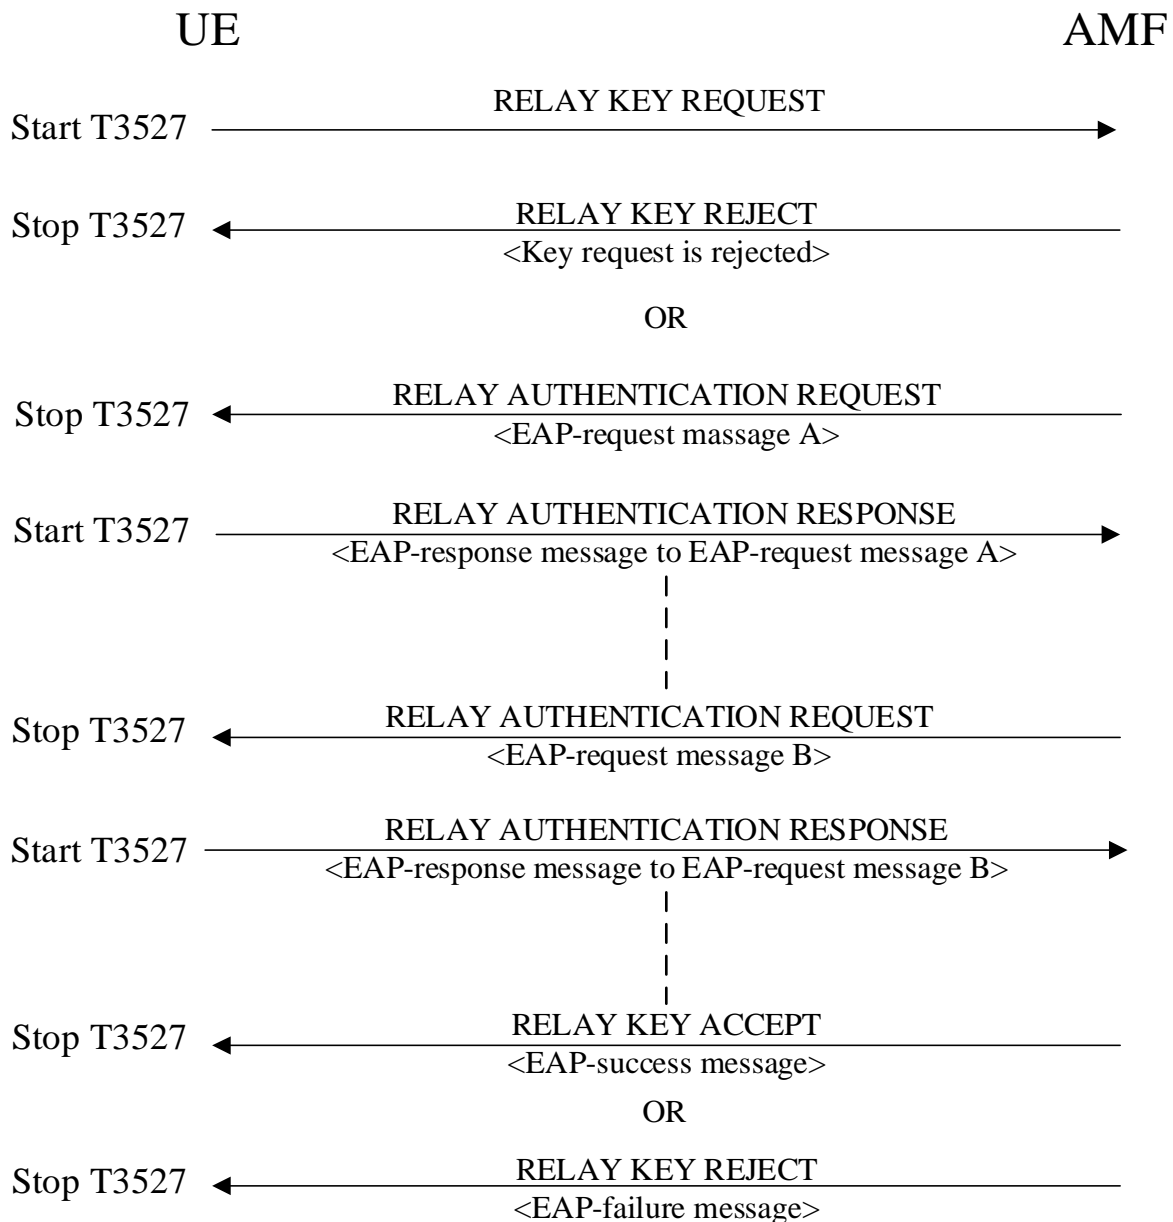 UE AMF
RELAY KEY REQUEST
Start T3527
RELAY KEY REJECT
Stop T3527
<Key request is rejected>
OR
RELAY AUTHENTICATION REQUEST
Stop T3527
<EAP-request massage A>
RELAY AUTHENTICATION RESPONSE
Start T3527
<EAP-response message to EAP-request message A>
RELAY AUTHENTICATION REQUEST
Stop T3527
<EAP-request message B>
RELAY AUTHENTICATION RESPONSE
Start T3527
<EAP-response message to EAP-request message B>
RELAY KEY ACCEPT
Stop T3527
<EAP-success message>
OR
RELAY KEY REJECT
Stop T3527
<EAP-failure message>